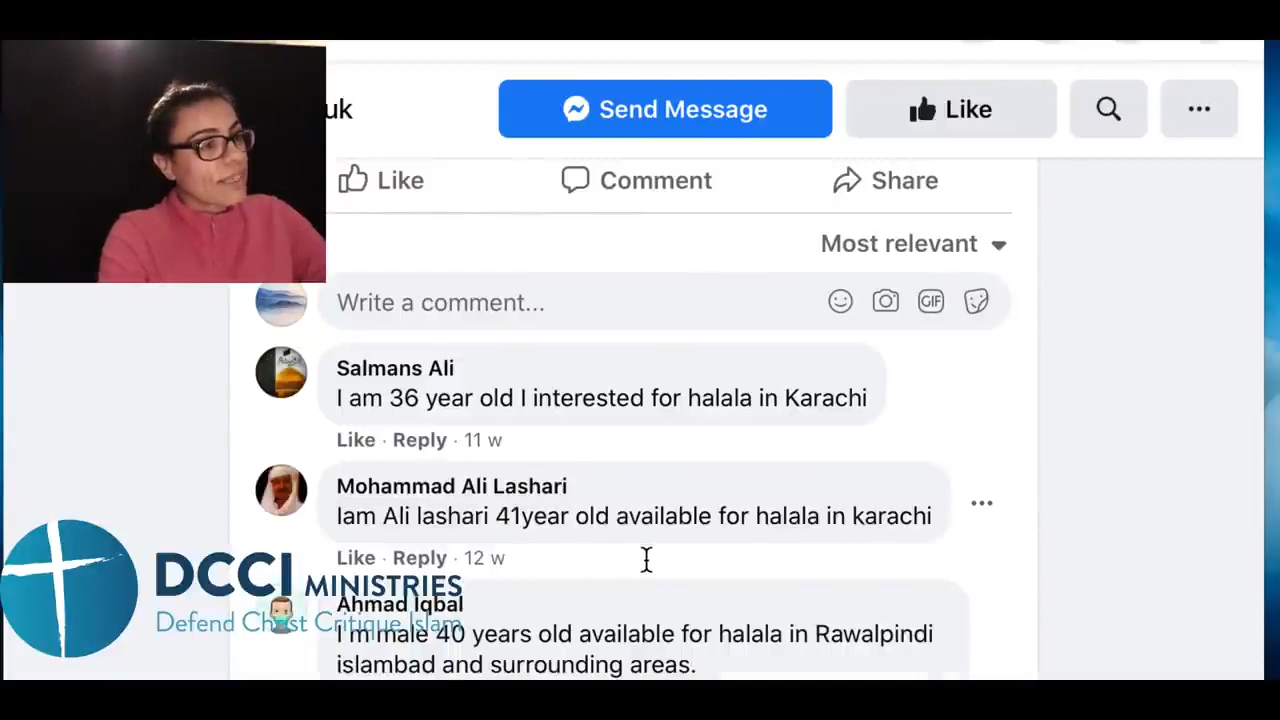 uk
Send Message
Like
Like
Comment
Share
Most relevant
Write a comment...
GIF
Salmans Ali
I am 36 year old I interested for halala in Karachi
Like · Reply · 11 w
Mohammad Ali Lashari
Iam Ali lashari 41year old available for halala in karachi
Like · Reply · 12 w
Ahmad Iqbal
I'm male 40 years old available for halala in Rawalpindi
islambad and surrounding areas.
DCCI MINISTRIES
Defend Christ Critique Islam